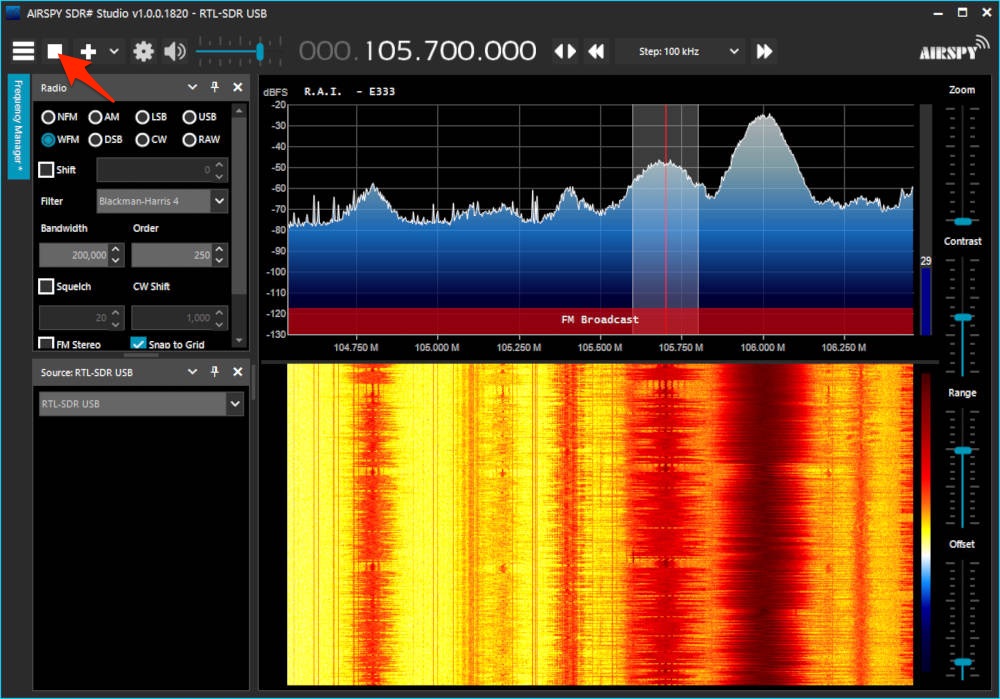 AIRSPY SDR# Studio v1.0.0.1820 - RTL-SDR USB
000.105.700.000
Step: 100 kHz
AIRSPY
Frequency Manager *
Radio
NFM AM LSB USB
WFM DSB CW RAW
Shift 0
Filter Blackman-Harris 4
Bandwidth Order
200,000 250
Squelch CW Shift
20 1,000
FM Stereo Snap to Grid
Source: RTL-SDR USB
RTL-SDR USB
dBFS R.A.I. - E333
-20
-30
-40
-50
-60
-70
-80
-90
-100
-110
-120
-130
FM Broadcast
104.750 M 105.000 M 105.250 M 105.500 M 105.750 M 106.000 M 106.250 M
29
Zoom
Contrast
Range
Offset